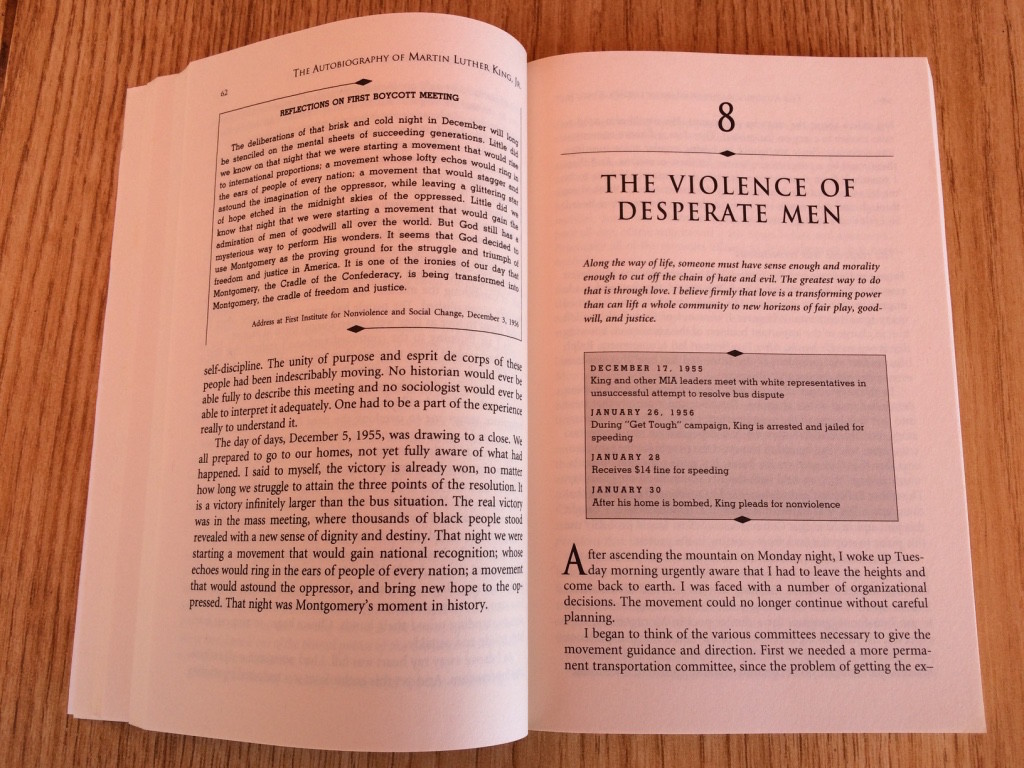 THE AUTOBIOGRAPHY OF MARTIN LUTHER KING, JR.
62
REFLECTIONS ON FIRST BOYCOTT MEETING
The deliberations of that brisk and cold night in December will long
be stenciled on the mental sheets of succeeding generations. Little did
we know on that night that we were starting a movement that would rise
to international proportions; a movement whose lofty echos would ring in
the ears of people of every nation; a movement that would stagger and
astound the imagination of the oppressor, while leaving a glittering star
of hope etched in the midnight skies of the oppressed. Little did we
know that night that we were starting a movement that would gain the
admiration of men of goodwill all over the world. But God still has a
mysterious way to perform His wonders. It seems that God decided to
use Montgomery as the proving ground for the struggle and triumph of
freedom and justice in America. It is one of the ironies of our day that
Montgomery, the Cradle of the Confederacy, is being transformed into
Montgomery, the cradle of freedom and justice.
Address at First Institute for Nonviolence and Social Change, December 3, 1956
self-discipline. The unity of purpose and esprit de corps of these
people had been indescribably moving. No historian would ever be
able fully to describe this meeting and no sociologist would ever be
able to interpret it adequately. One had to be a part of the experience
really to understand it.
The day of days, December 5, 1955, was drawing to a close. We
all prepared to go to our homes, not yet fully aware of what had
happened. I said to myself, the victory is already won, no matter
how long we struggle to attain the three points of the resolution. It
is a victory infinitely larger than the bus situation. The real victory
was in the mass meeting, where thousands of black people stood
revealed with a new sense of dignity and destiny. That night we were
starting a movement that would gain national recognition; whose
echoes would ring in the ears of people of every nation; a movement
that would astound the oppressor, and bring new hope to the op-
pressed. That night was Montgomery's moment in history.
8
THE VIOLENCE OF
DESPERATE MEN
Along the way of life, someone must have sense enough and morality
enough to cut off the chain of hate and evil. The greatest way to do
that is through love. I believe firmly that love is a transforming power
than can lift a whole community to new horizons of fair play, good-
will, and justice.
DECEMBER 17, 1955
King and other MIA leaders meet with white representatives in
unsuccessful attempt to resolve bus dispute
JANUARY 26, 1956
During "Get Tough" campaign, King is arrested and jailed for
speeding
JANUARY 28
Receives $14 fine for speeding
JANUARY 30
After his home is bombed, King pleads for nonviolence
After ascending the mountain on Monday night, I woke up Tues-
day morning urgently aware that I had to leave the heights and
come back to earth. I was faced with a number of organizational
decisions. The movement could no longer continue without careful
planning.
I began to think of the various committees necessary to give the
movement guidance and direction. First we needed a more perma-
nent transportation committee, since the problem of getting the ex–